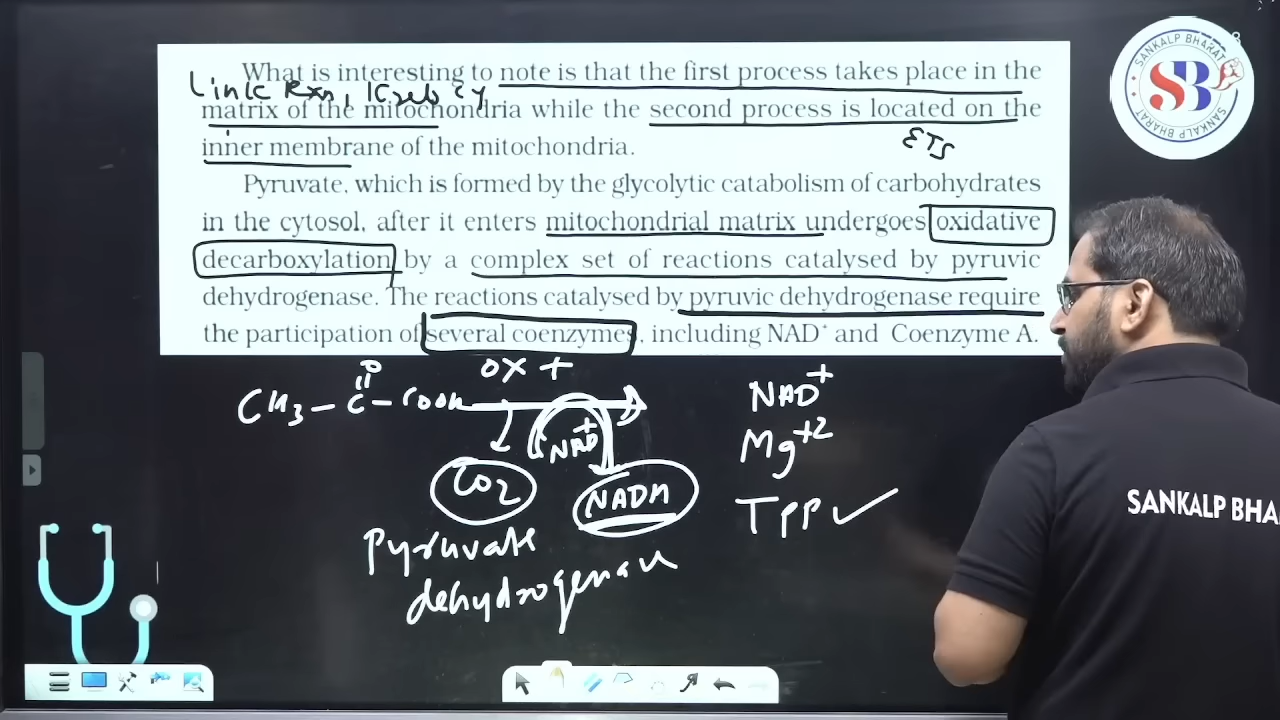 What is interesting to note is that the first process takes place in the
Link Rxn, Kreb cy
matrix of the mitochondria while the second process is located on the
inner membrane of the mitochondria.
ETS
Pyruvate, which is formed by the glycolytic catabolism of carbohydrates
in the cytosol, after it enters mitochondrial matrix undergoes oxidative
decarboxylation by a complex set of reactions catalysed by pyruvic
dehydrogenase. The reactions catalysed by pyruvic dehydrogenase require
the participation of several coenzymes, including NAD+ and Coenzyme A.
OX +
O
CH3 – C – COOH
NAD+
CO2
NADH
Pyruvate
dehydrogenase
NAD+
Mg+2
TPP ✓
SANKALP BHARAT
SB
SANKALP BHARAT
SANKALP BHA